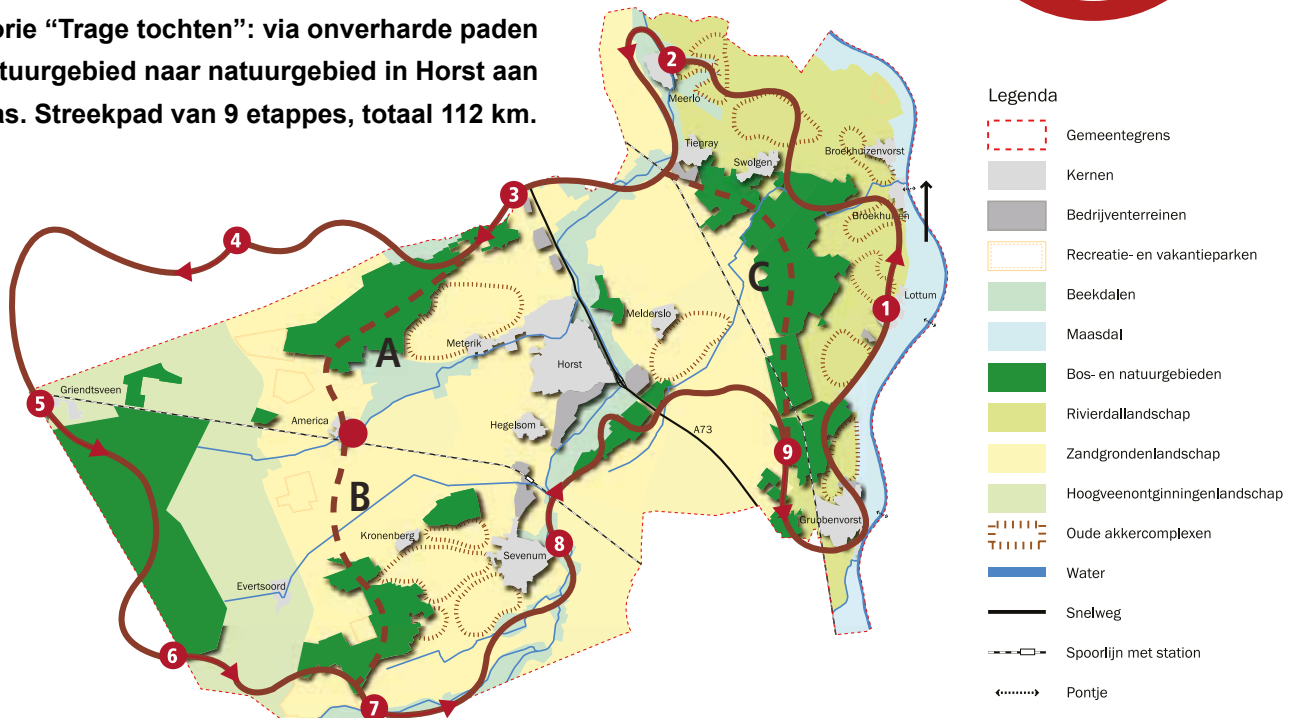 orie “Trage tochten”: via onverharde paden
tuurgebied naar natuurgebied in Horst aan
as. Streekpad van 9 etappes, totaal 112 km.
2
Meerlo
Tienray
Swolgen
Broekhuizenvorst
3
Broekhuizen
4
C
1
Lottum
Melderslo
A
Meterik
Horst
5
Griendtsveen
America
Hegelsom
A73
9
B
Kronenberg
Grubbenvorst
8
Sevenum
Evertsoord
6
7
Legenda
Gemeentegrens
Kernen
Bedrijventerreinen
Recreatie- en vakantieparken
Beekdalen
Maasdal
Bos- en natuurgebieden
Rivierdallandschap
Zandgrondenlandschap
Hoogveenontginningenlandschap
Oude akkercomplexen
Water
Snelweg
Spoorlijn met station
Pontje